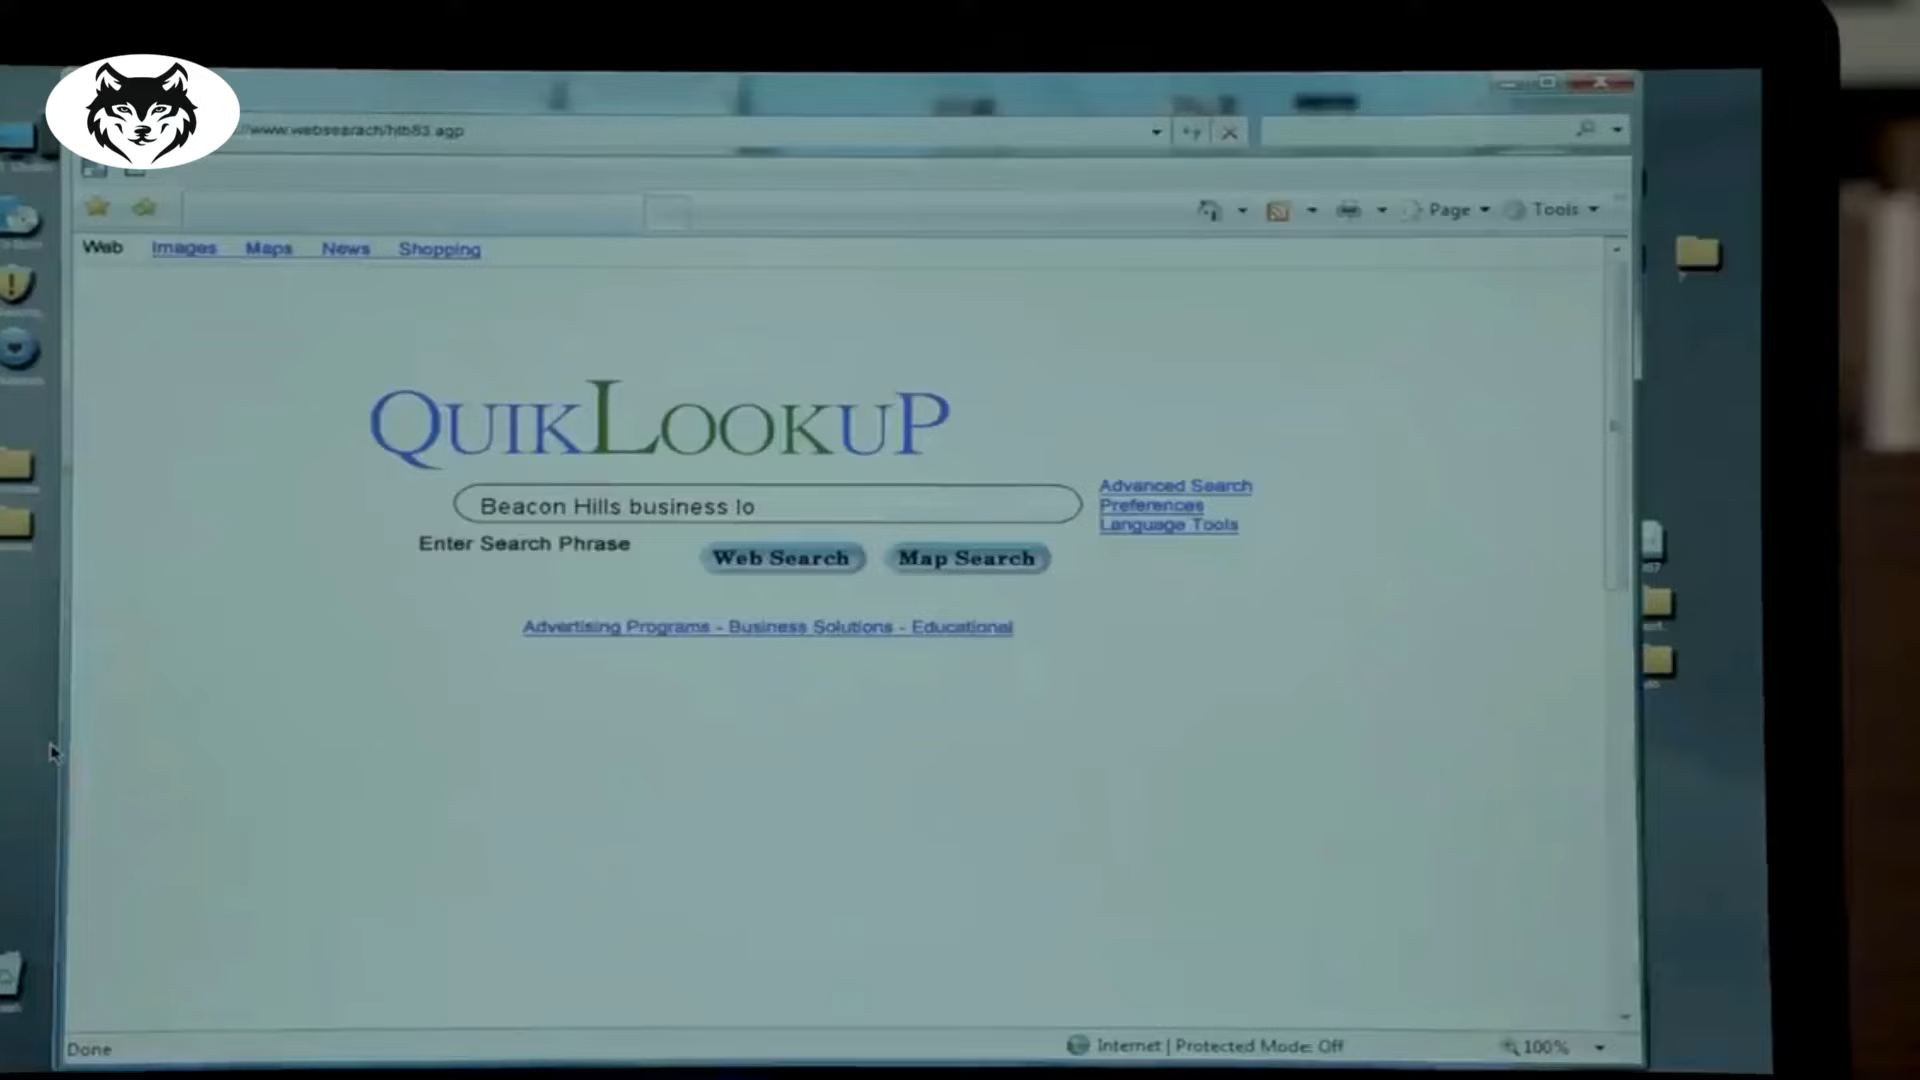 //www.websearach/htb83.agp
Page Tools
Web Images Maps News Shopping
QUIKLOOKUP
Beacon Hills business lo
Advanced Search
Preferences
Language Tools
Enter Search Phrase
Web Search Map Search
Advertising Programs - Business Solutions - Educational
Done
Internet | Protected Mode: Off
100%